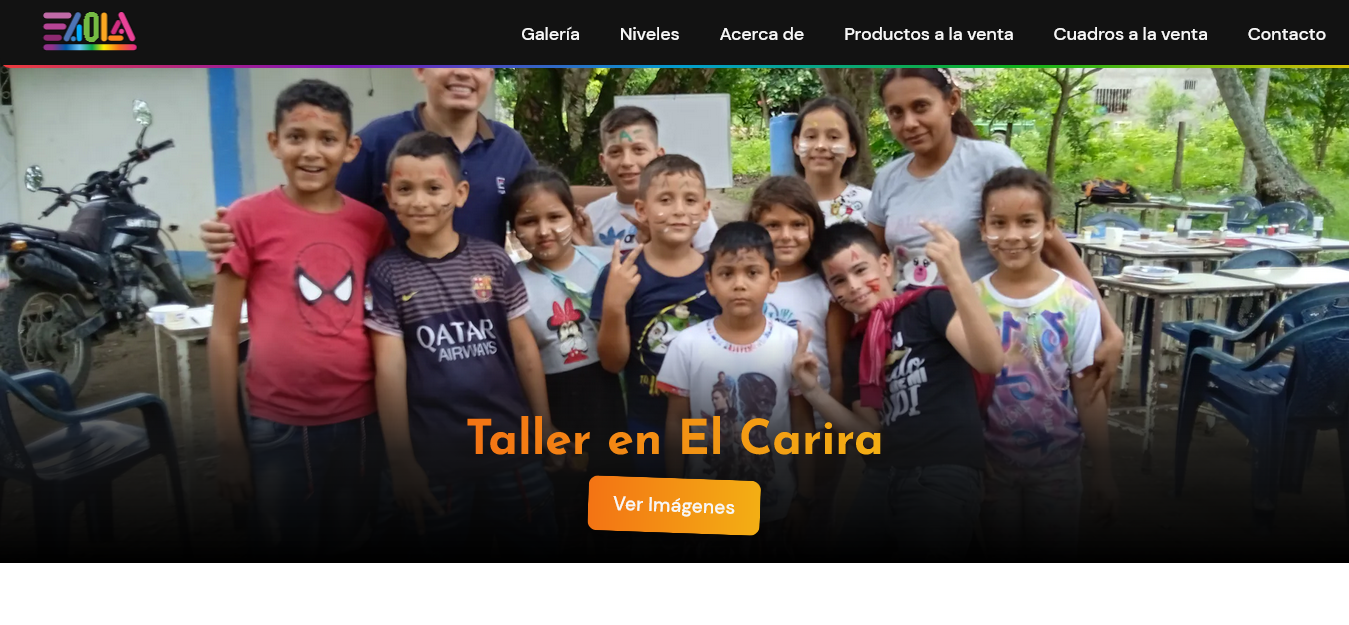 Galería Niveles Acerca de Productos a la venta Cuadros a la venta Contacto
QATAR
AIRWAYS
Taller en El Carira
Ver Imágenes